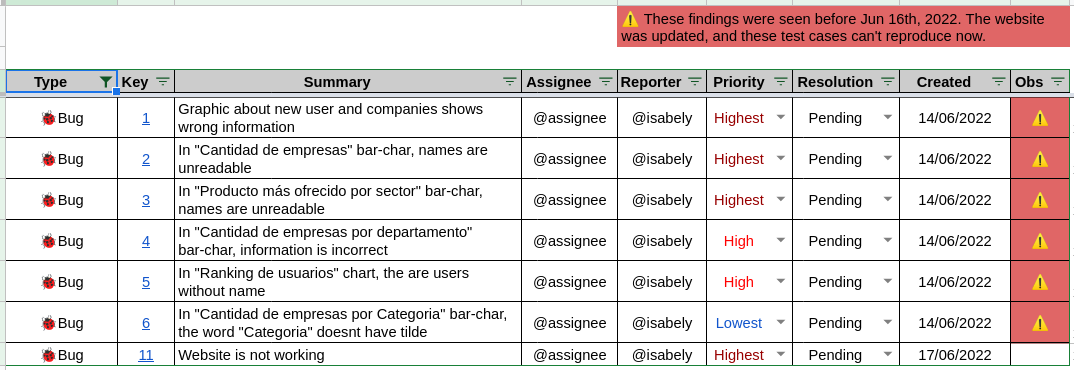 ⚠️ These findings were seen before Jun 16th, 2022. The website
was updated, and these test cases can't reproduce now.
Type Key Summary Assignee Reporter Priority Resolution Created Obs
🐞Bug 1 Graphic about new user and companies shows @assignee @isabely Highest Pending 14/06/2022 ⚠️
wrong information
🐞Bug 2 In "Cantidad de empresas" bar-char, names are @assignee @isabely Highest Pending 14/06/2022 ⚠️
unreadable
🐞Bug 3 In "Producto más ofrecido por sector" bar-char, @assignee @isabely Highest Pending 14/06/2022 ⚠️
names are unreadable
🐞Bug 4 In "Cantidad de empresas por departamento" @assignee @isabely High Pending 14/06/2022 ⚠️
bar-char, information is incorrect
🐞Bug 5 In "Ranking de usuarios" chart, the are users @assignee @isabely High Pending 14/06/2022 ⚠️
without name
🐞Bug 6 In "Cantidad de empresas por Categoria" bar-char, @assignee @isabely Lowest Pending 14/06/2022 ⚠️
the word "Categoria" doesnt have tilde
🐞Bug 11 Website is not working @assignee @isabely Highest Pending 17/06/2022